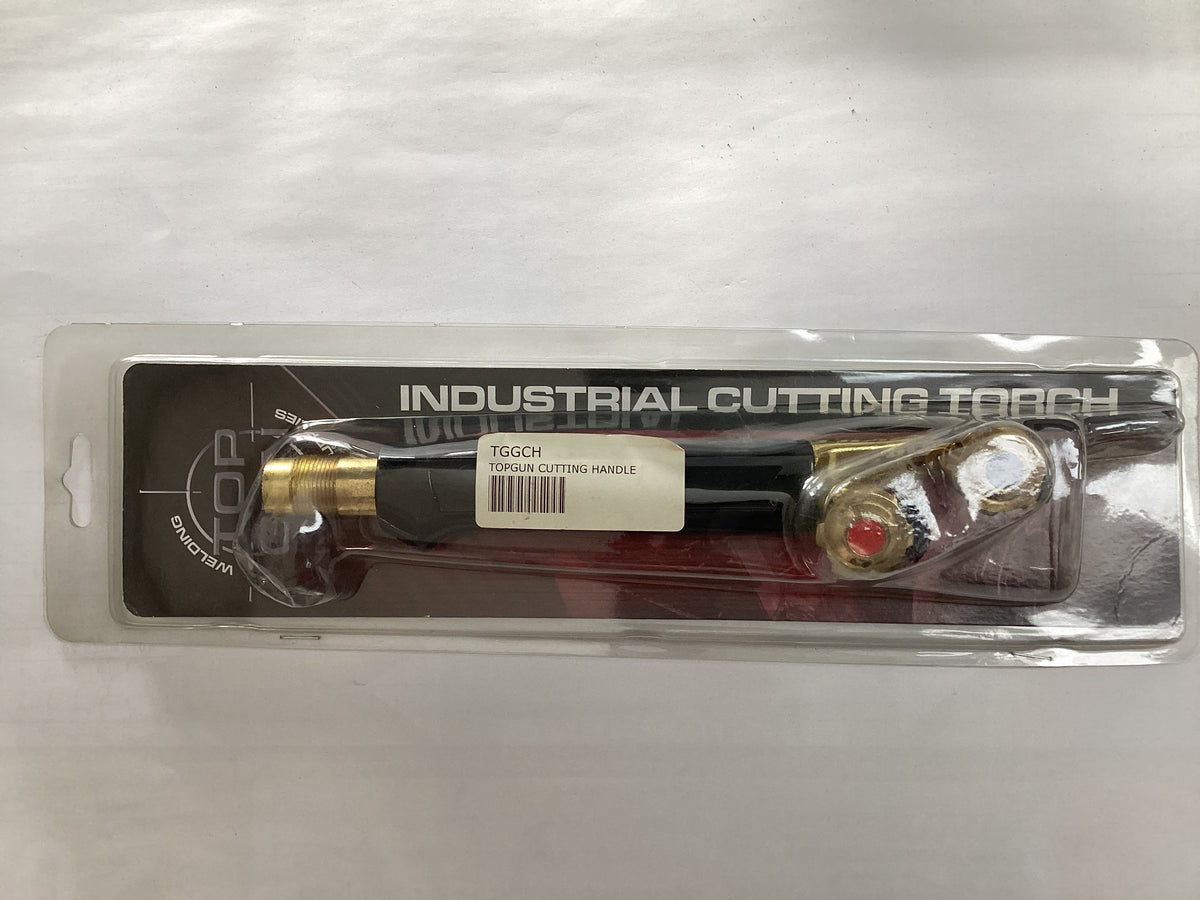 INDUSTRIAL CUTTING TORCH
TGGCH
TOPGUN CUTTING HANDLE
TOP
WELDING